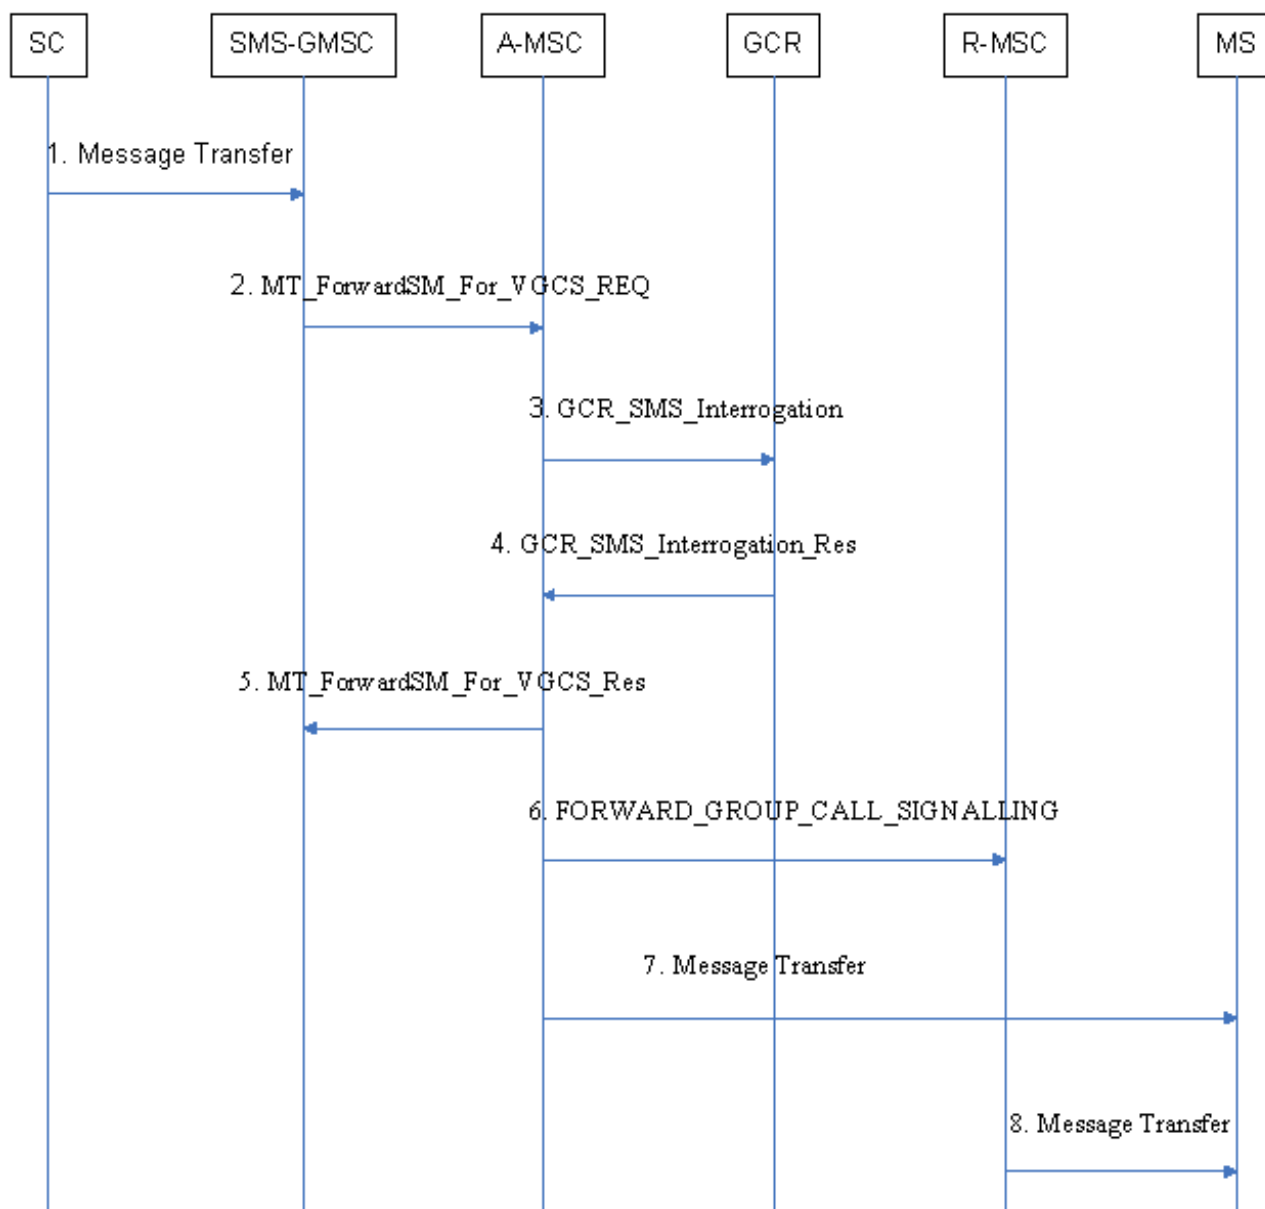 SC SMS-GMSC A-MSC GCR R-MSC MS
1. Message Transfer
2. MT_ForwardSM_For_VGCS_REQ
3. GCR_SMS_Interrogation
4. GCR_SMS_Interrogation_Res
5. MT_ForwardSM_For_VGCS_Res
6. FORWARD_GROUP_CALL_SIGNALLING
7. Message Transfer
8. Message Transfer